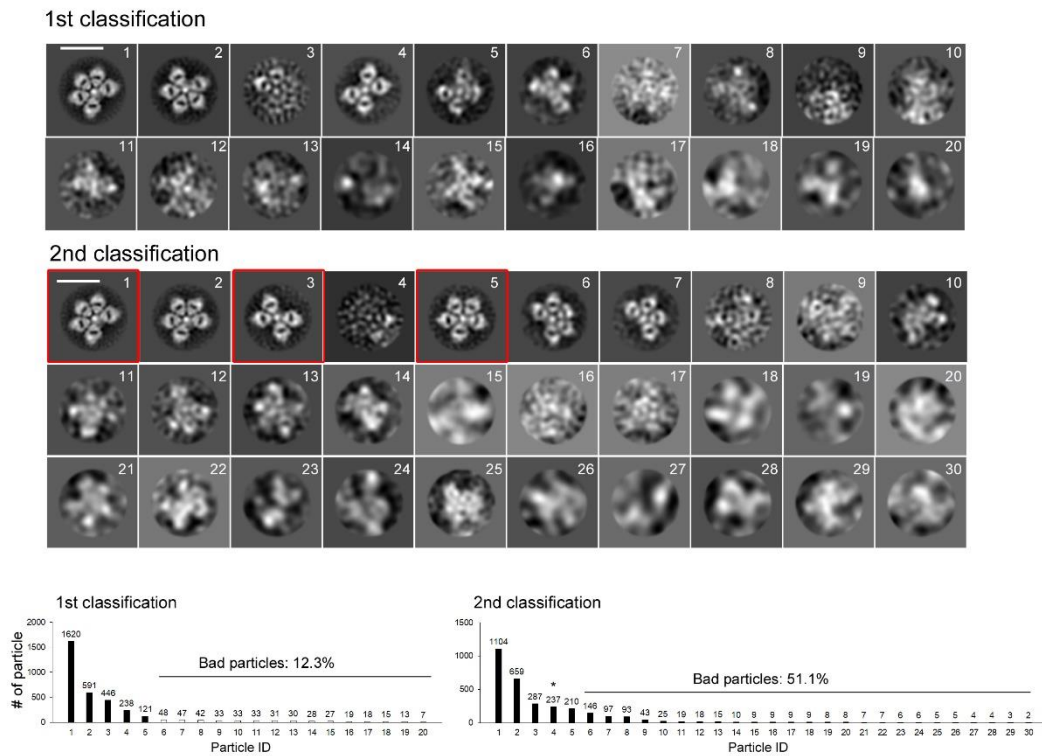 1st classification
1 2 3 4 5 6 7 8 9 10
11 12 13 14 15 16 17 18 19 20
2nd classification
1 2 3 4 5 6 7 8 9 10
11 12 13 14 15 16 17 18 19 20
21 22 23 24 25 26 27 28 29 30
1st classification
# of particle
2000
1500
1000
500
0
1620 591 446 238 121 48 47 42 33 33 33 31 30 28 27 19 18 15 13 7
Bad particles: 12.3%
1 2 3 4 5 6 7 8 9 10 11 12 13 14 15 16 17 18 19 20
Particle ID
2nd classification
1500
1000
500
0
1104 659 287 237 210 146 97 93 43 25 19 18 15 10 9 9 9 9 8 8 7 7 6 6 5 5 4 4 3 2
*
Bad particles: 51.1%
1 2 3 4 5 6 7 8 9 10 11 12 13 14 15 16 17 18 19 20 21 22 23 24 25 26 27 28 29 30
Particle ID